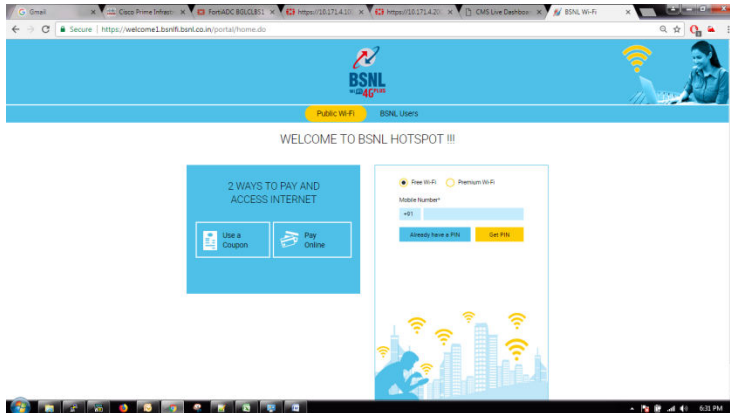 Gmail
Cisco Prime Infrastr
FortiADC BGLCLBS1
https://10.171.4.10
https://10.171.4.20
CMS Live Dashboa
BSNL Wi-Fi
Secure | https://welcome1.bsnlfi.bsnl.co.in/portal/home.do
BSNL
4G PLUS
Public Wi-Fi
BSNL Users
WELCOME TO BSNL HOTSPOT !!!
2 WAYS TO PAY AND
ACCESS INTERNET
Use a
Coupon
Pay
Online
Free Wi-Fi
Premium Wi-Fi
Mobile Number*
+91
Already have a PIN
Get PIN
6:31 PM